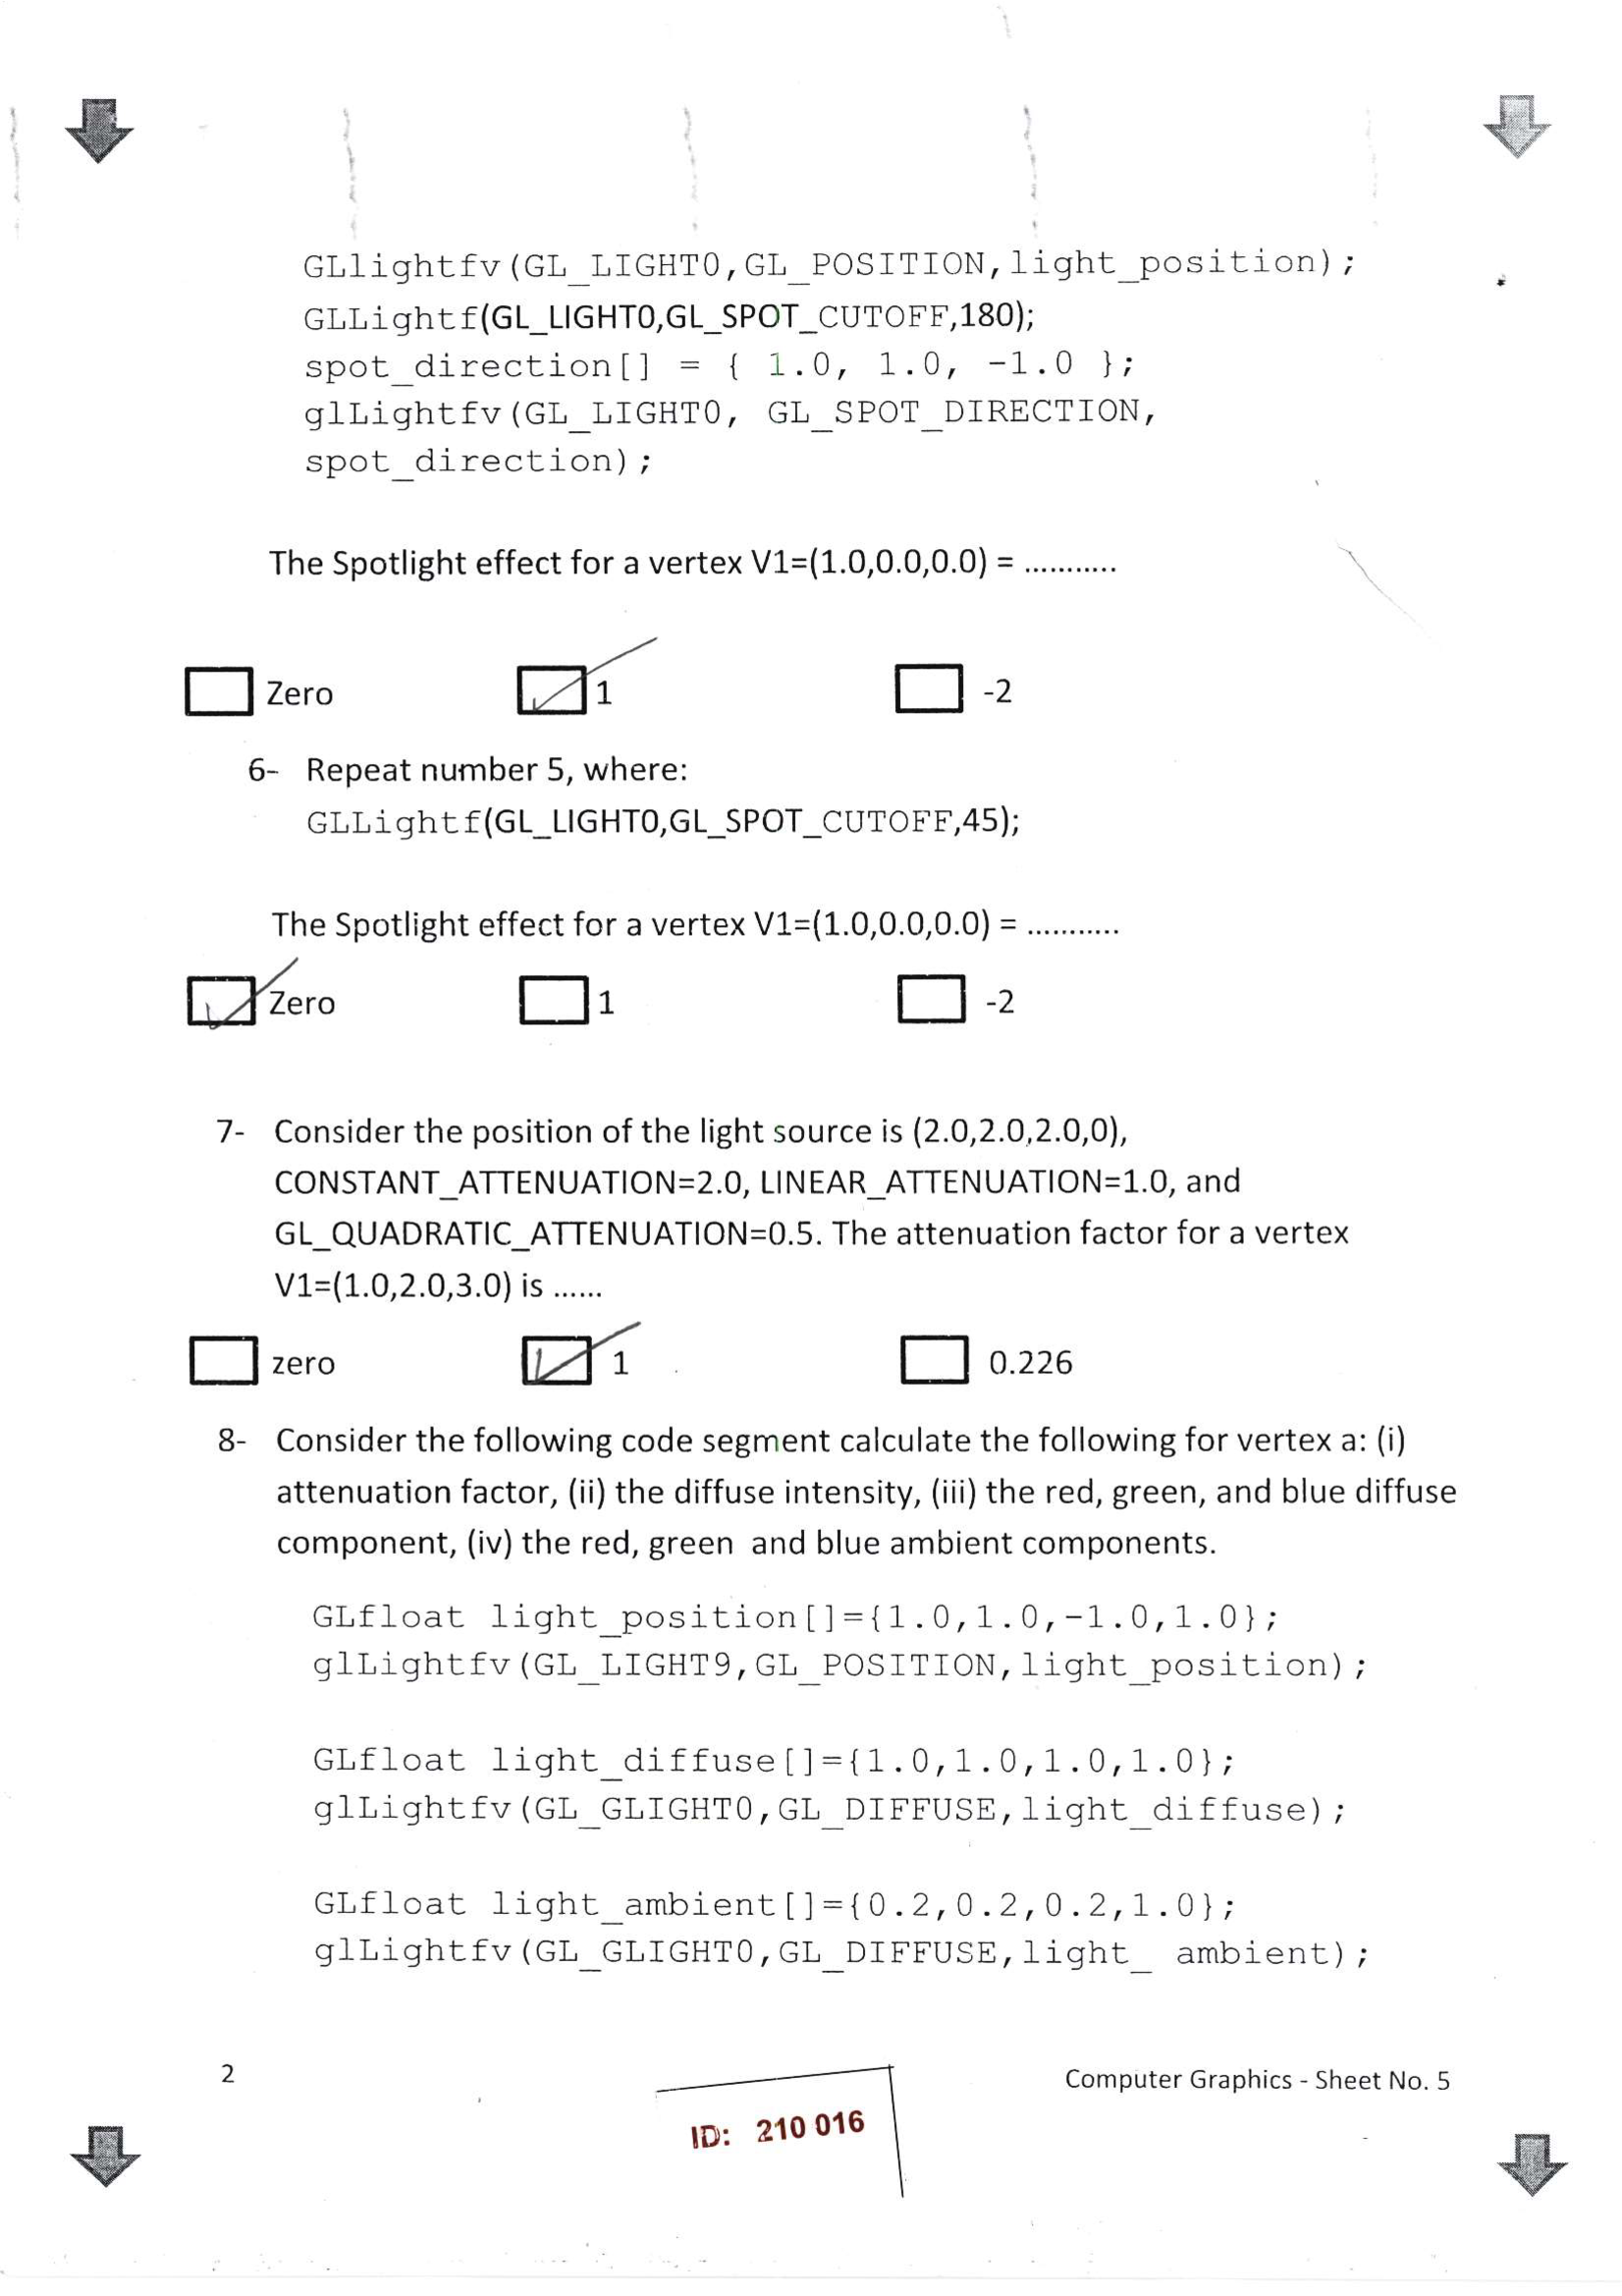 GLlightfv(GL_LIGHT0,GL_POSITION,light_position);
GLLightf(GL_LIGHT0,GL_SPOT_CUTOFF,180);
spot_direction[] = { 1.0, 1.0, -1.0 };
glLightfv(GL_LIGHT0, GL_SPOT_DIRECTION,
spot_direction);
The Spotlight effect for a vertex V1=(1.0,0.0,0.0) = ...........
Zero 1 -2
6- Repeat number 5, where:
GLLightf(GL_LIGHT0,GL_SPOT_CUTOFF,45);
The Spotlight effect for a vertex V1=(1.0,0.0,0.0) = ...........
Zero 1 -2
7- Consider the position of the light source is (2.0,2.0,2.0,0),
CONSTANT_ATTENUATION=2.0, LINEAR_ATTENUATION=1.0, and
GL_QUADRATIC_ATTENUATION=0.5. The attenuation factor for a vertex
V1=(1.0,2.0,3.0) is ......
zero 1 0.226
8- Consider the following code segment calculate the following for vertex a: (i)
attenuation factor, (ii) the diffuse intensity, (iii) the red, green, and blue diffuse
component, (iv) the red, green and blue ambient components.
GLfloat light_position[]={1.0,1.0,-1.0,1.0};
glLightfv(GL_LIGHT9,GL_POSITION,light_position);
GLfloat light_diffuse[]={1.0,1.0,1.0,1.0};
glLightfv(GL_GLIGHT0,GL_DIFFUSE,light_diffuse);
GLfloat light_ambient[]={0.2,0.2,0.2,1.0};
glLightfv(GL_GLIGHT0,GL_DIFFUSE,light_ ambient);
2 Computer Graphics - Sheet No. 5
ID: 210 016